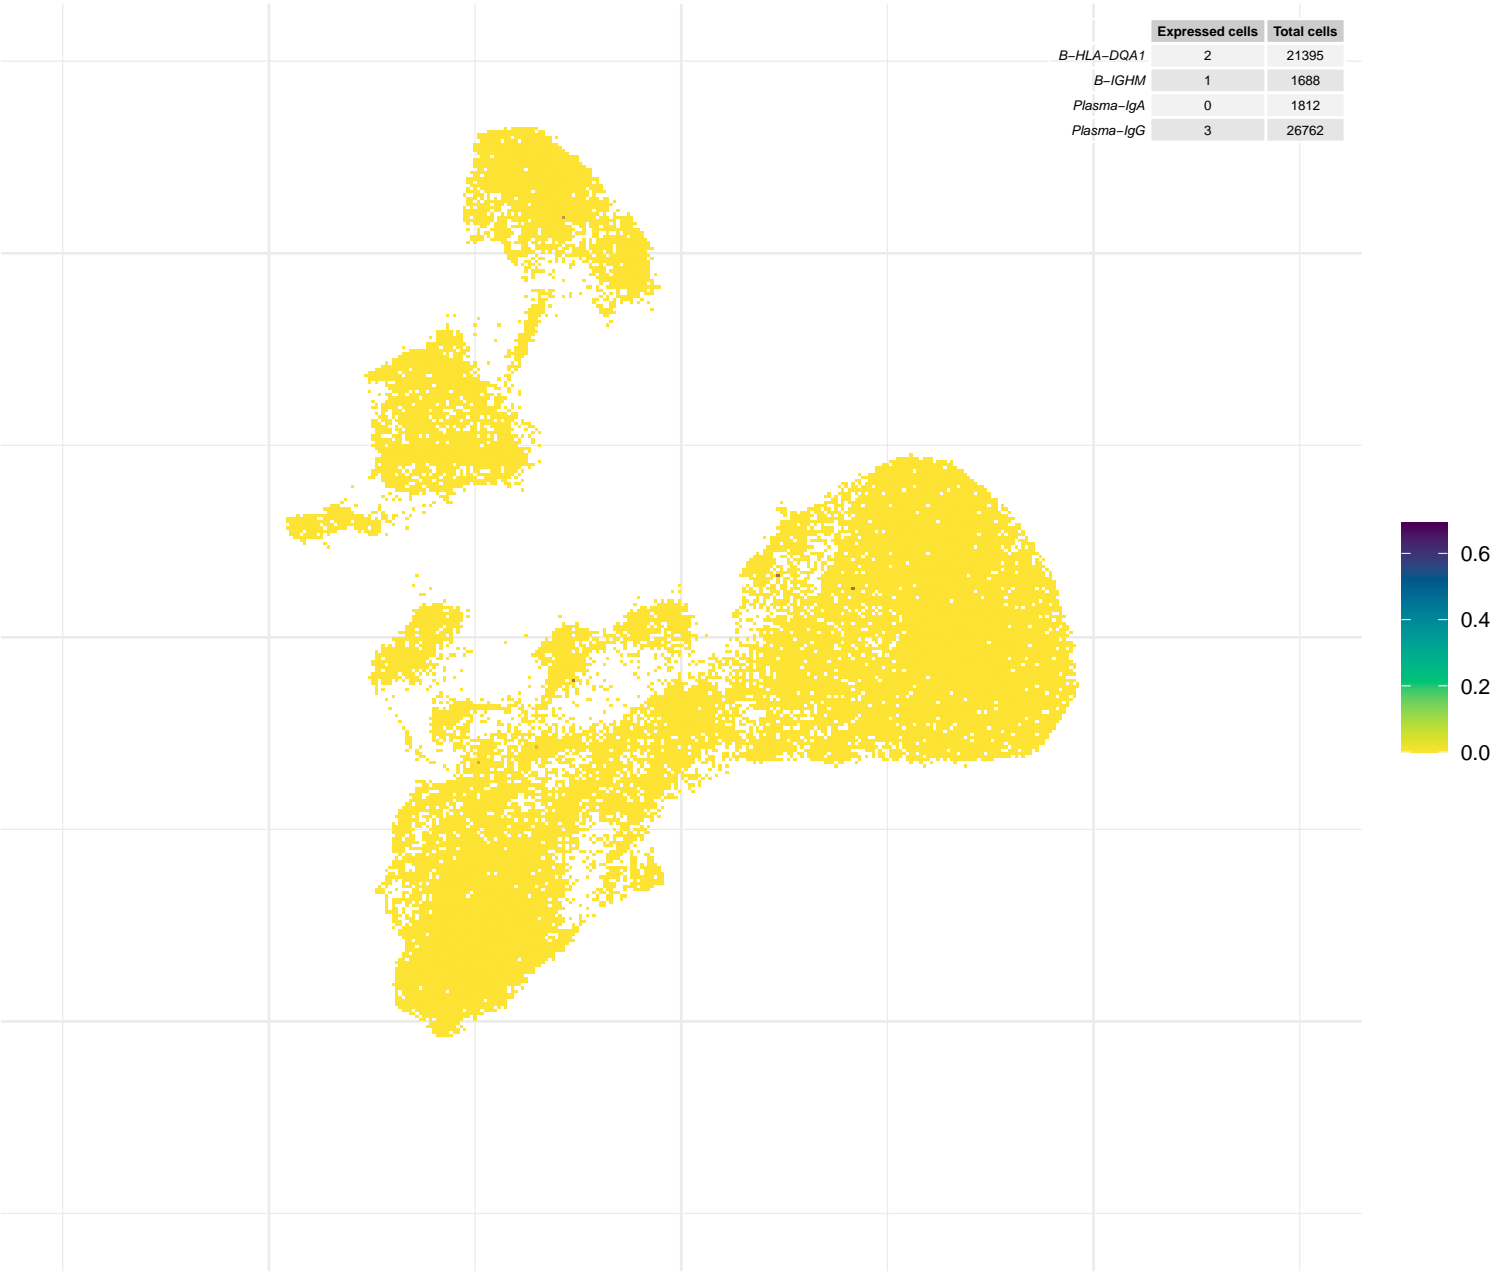 Expressed cells Total cells
B−HLA−DQA1 2 21395
B−IGHM 1 1688
Plasma−IgA 0 1812
Plasma−IgG 3 26762
0.6
0.4
0.2
0.0